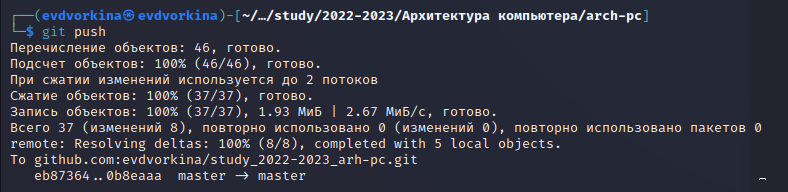 ┌──(evdvorkina㉿evdvorkina)-[~/…/study/2022-2023/Архитектура компьютера/arch-pc]
└─$ git push
Перечисление объектов: 46, готово.
Подсчет объектов: 100% (46/46), готово.
При сжатии изменений используется до 2 потоков
Сжатие объектов: 100% (37/37), готово.
Запись объектов: 100% (37/37), 1.93 МиБ | 2.67 МиБ/с, готово.
Всего 37 (изменений 8), повторно использовано 0 (изменений 0), повторно использовано пакетов 0
remote: Resolving deltas: 100% (8/8), completed with 5 local objects.
To github.com:evdvorkina/study_2022-2023_arh-pc.git
   eb87364..0b8eaaa  master -> master